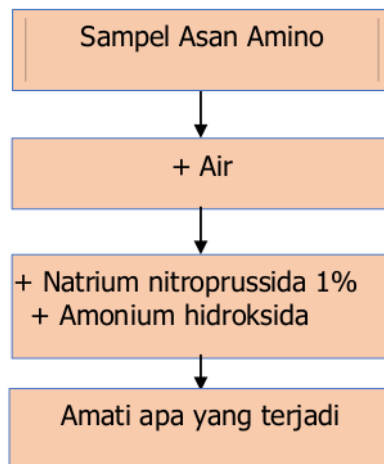 Sampel Asan Amino
+ Air
+ Natrium nitroprussida 1%
+ Amonium hidroksida
Amati apa yang terjadi